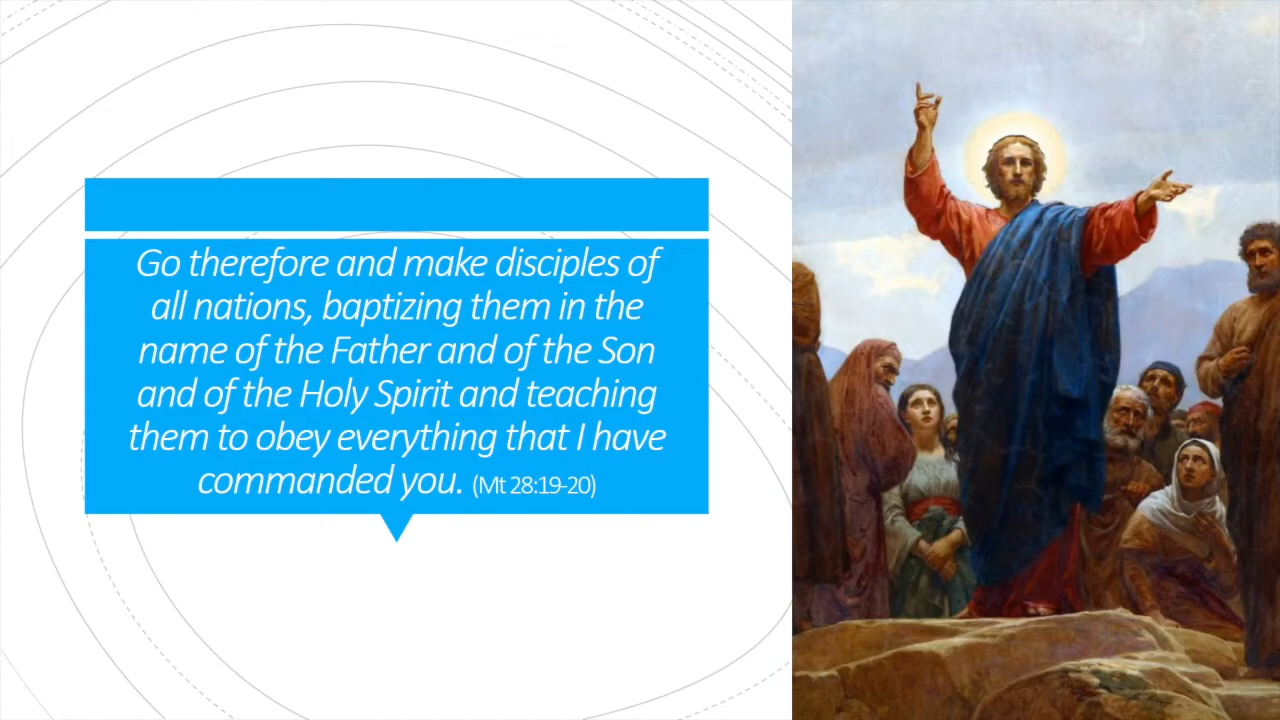 Go therefore and make disciples of
all nations, baptizing them in the
name of the Father and of the Son
and of the Holy Spirit and teaching
them to obey everything that I have
commanded you. (Mt 28:19-20)